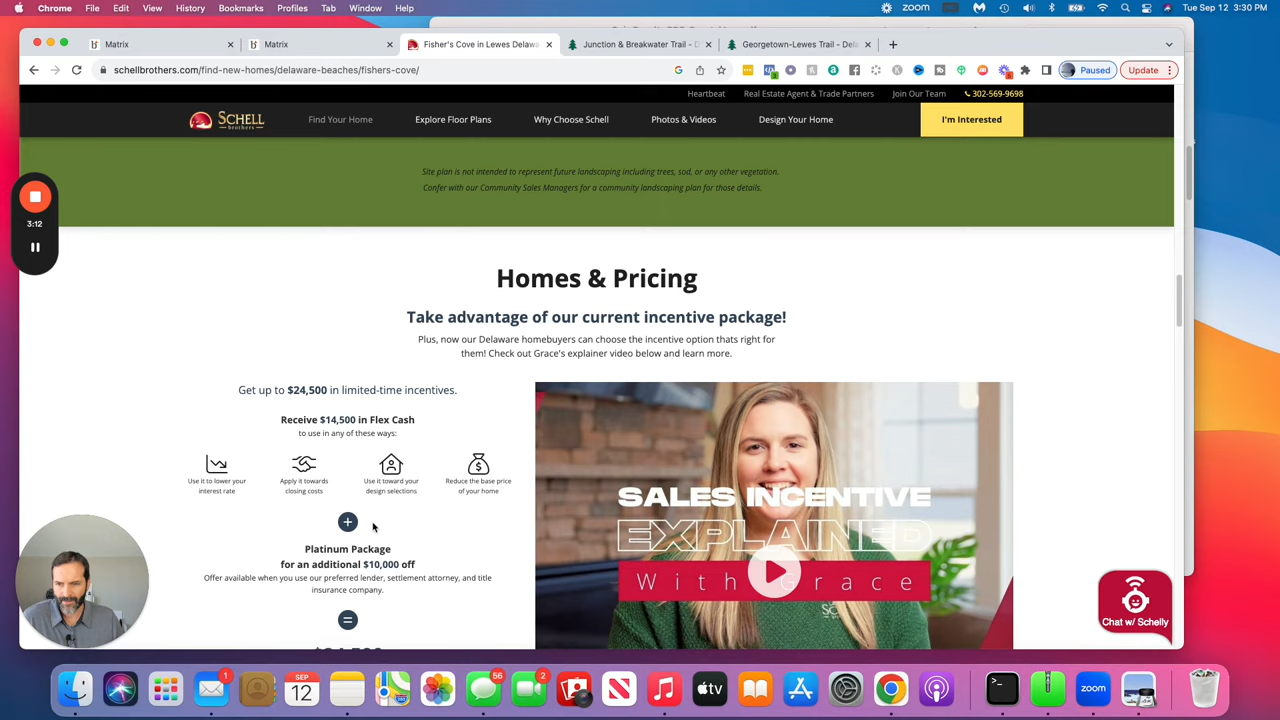 Chrome File Edit View History Bookmarks Profiles Tab Window Help
zoom
Tue Sep 12 3:30 PM
Matrix
Matrix
Fisher's Cove in Lewes Delaw
Junction & Breakwater Trail - D
Georgetown-Lewes Trail - Del
schellbrothers.com/find-new-homes/delaware-beaches/fishers-cove/
Paused
Update
Heartbeat Real Estate Agent & Trade Partners Join Our Team 302-569-9698
SCHELL
brothers
Find Your Home Explore Floor Plans Why Choose Schell Photos & Videos Design Your Home I'm Interested
Site plan is not intended to represent future landscaping including trees, sod, or any other vegetation.
Confer with our Community Sales Managers for a community landscaping plan for those details.
3:12
Homes & Pricing
Take advantage of our current incentive package!
Plus, now our Delaware homebuyers can choose the incentive option thats right for
them! Check out Grace's explainer video below and learn more.
Get up to $24,500 in limited-time incentives.
Receive $14,500 in Flex Cash
to use in any of these ways:
Use it to lower your
interest rate
Apply it towards
closing costs
Use it toward your
design selections
Reduce the base price
of your home
Platinum Package
for an additional $10,000 off
Offer available when you use our preferred lender, settlement attorney, and title
insurance company.
SALES INCENTIVE
EXPLAINED
With Grace
Chat w/ Schelly
1
SEP
12
56
2
tv
zoom